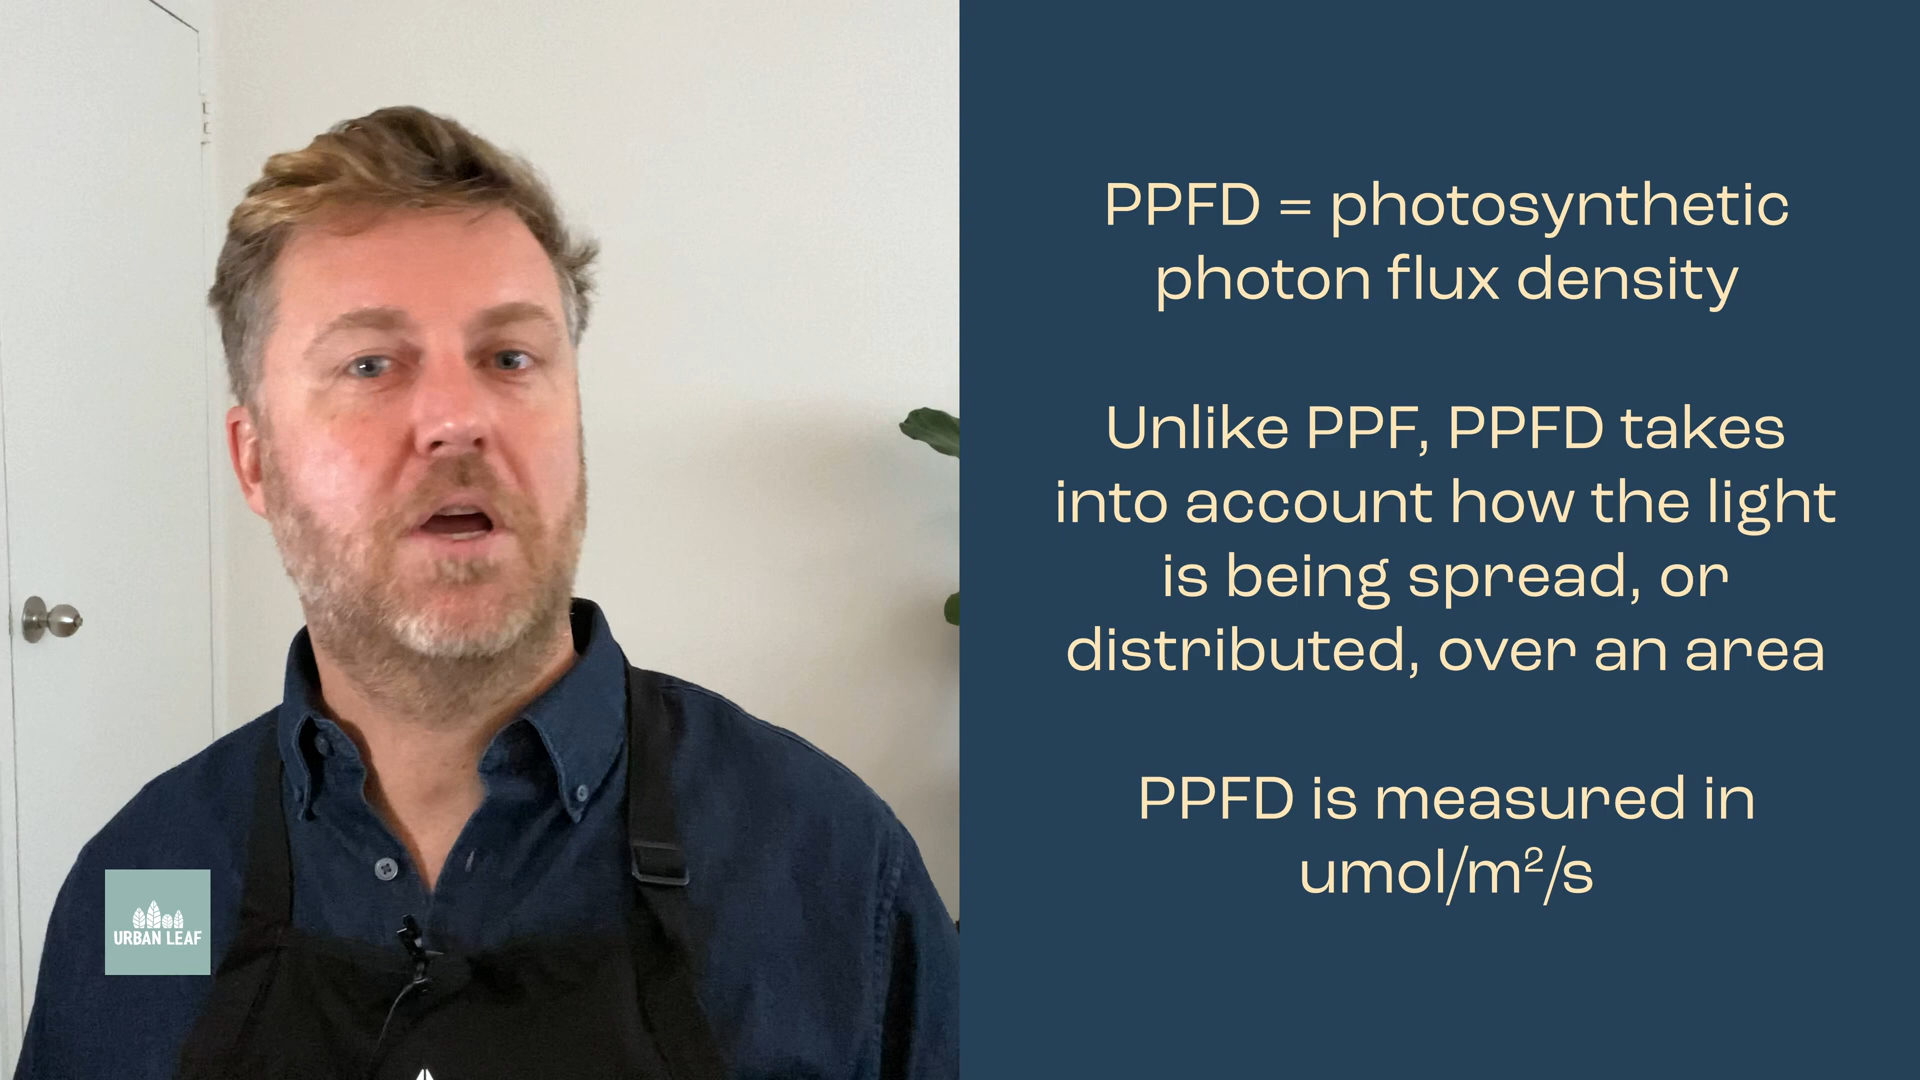 PPFD = photosynthetic
photon flux density
Unlike PPF, PPFD takes
into account how the light
is being spread, or
distributed, over an area
PPFD is measured in
umol/m²/s
URBAN LEAF